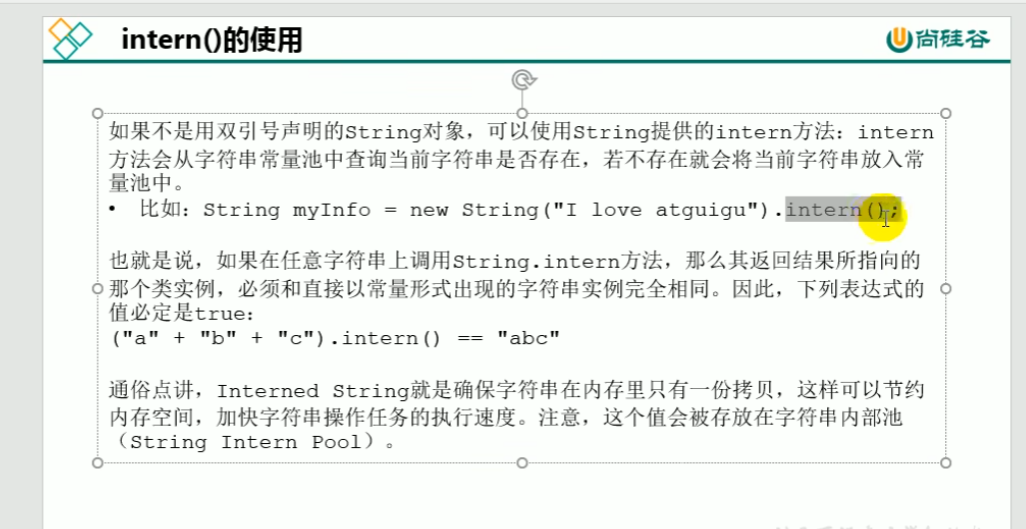 intern()的使用
尚硅谷
如果不是用双引号声明的String对象，可以使用String提供的intern方法：intern
方法会从字符串常量池中查询当前字符串是否存在，若不存在就会将当前字符串放入常
量池中。
• 比如：String myInfo = new String("I love atguigu").intern();
也就是说，如果在任意字符串上调用String.intern方法，那么其返回结果所指向的
那个类实例，必须和直接以常量形式出现的字符串实例完全相同。因此，下列表达式的
值必定是true：
("a" + "b" + "c").intern() == "abc"
通俗点讲，Interned String就是确保字符串在内存里只有一份拷贝，这样可以节约
内存空间，加快字符串操作任务的执行速度。注意，这个值会被存放在字符串内部池
（String Intern Pool）。